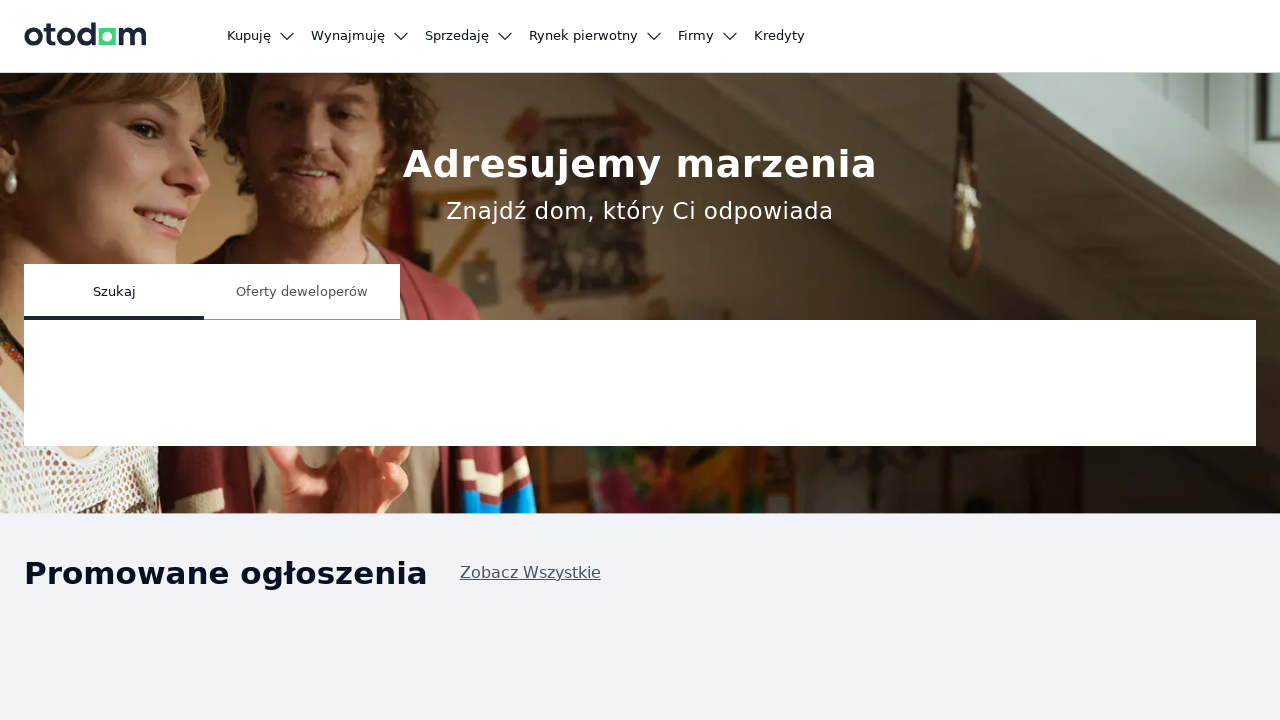 otodom
Kupuję
Wynajmuję
Sprzedaję
Rynek pierwotny
Firmy
Kredyty
Adresujemy marzenia
Znajdź dom, który Ci odpowiada
Szukaj
Oferty deweloperów
Promowane ogłoszenia
Zobacz Wszystkie